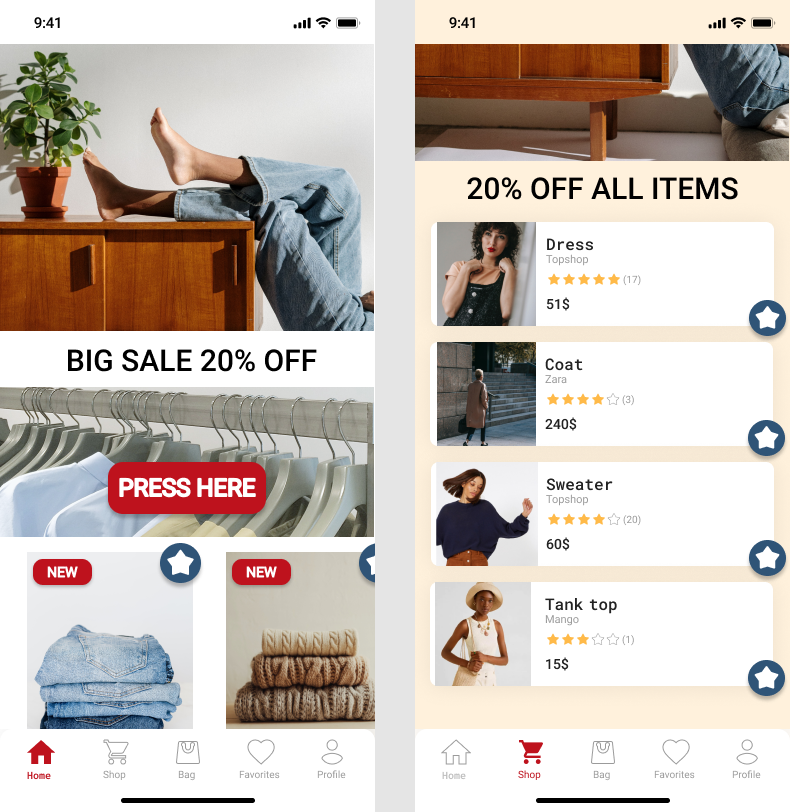 9:41
BIG SALE 20% OFF
PRESS HERE
NEW
NEW
Home
Shop
Bag
Favorites
Profile
9:41
20% OFF ALL ITEMS
Dress
Topshop
(17)
51$
Coat
Zara
(3)
240$
Sweater
Topshop
(20)
60$
Tank top
Mango
(1)
15$
Home
Shop
Bag
Favorites
Profile